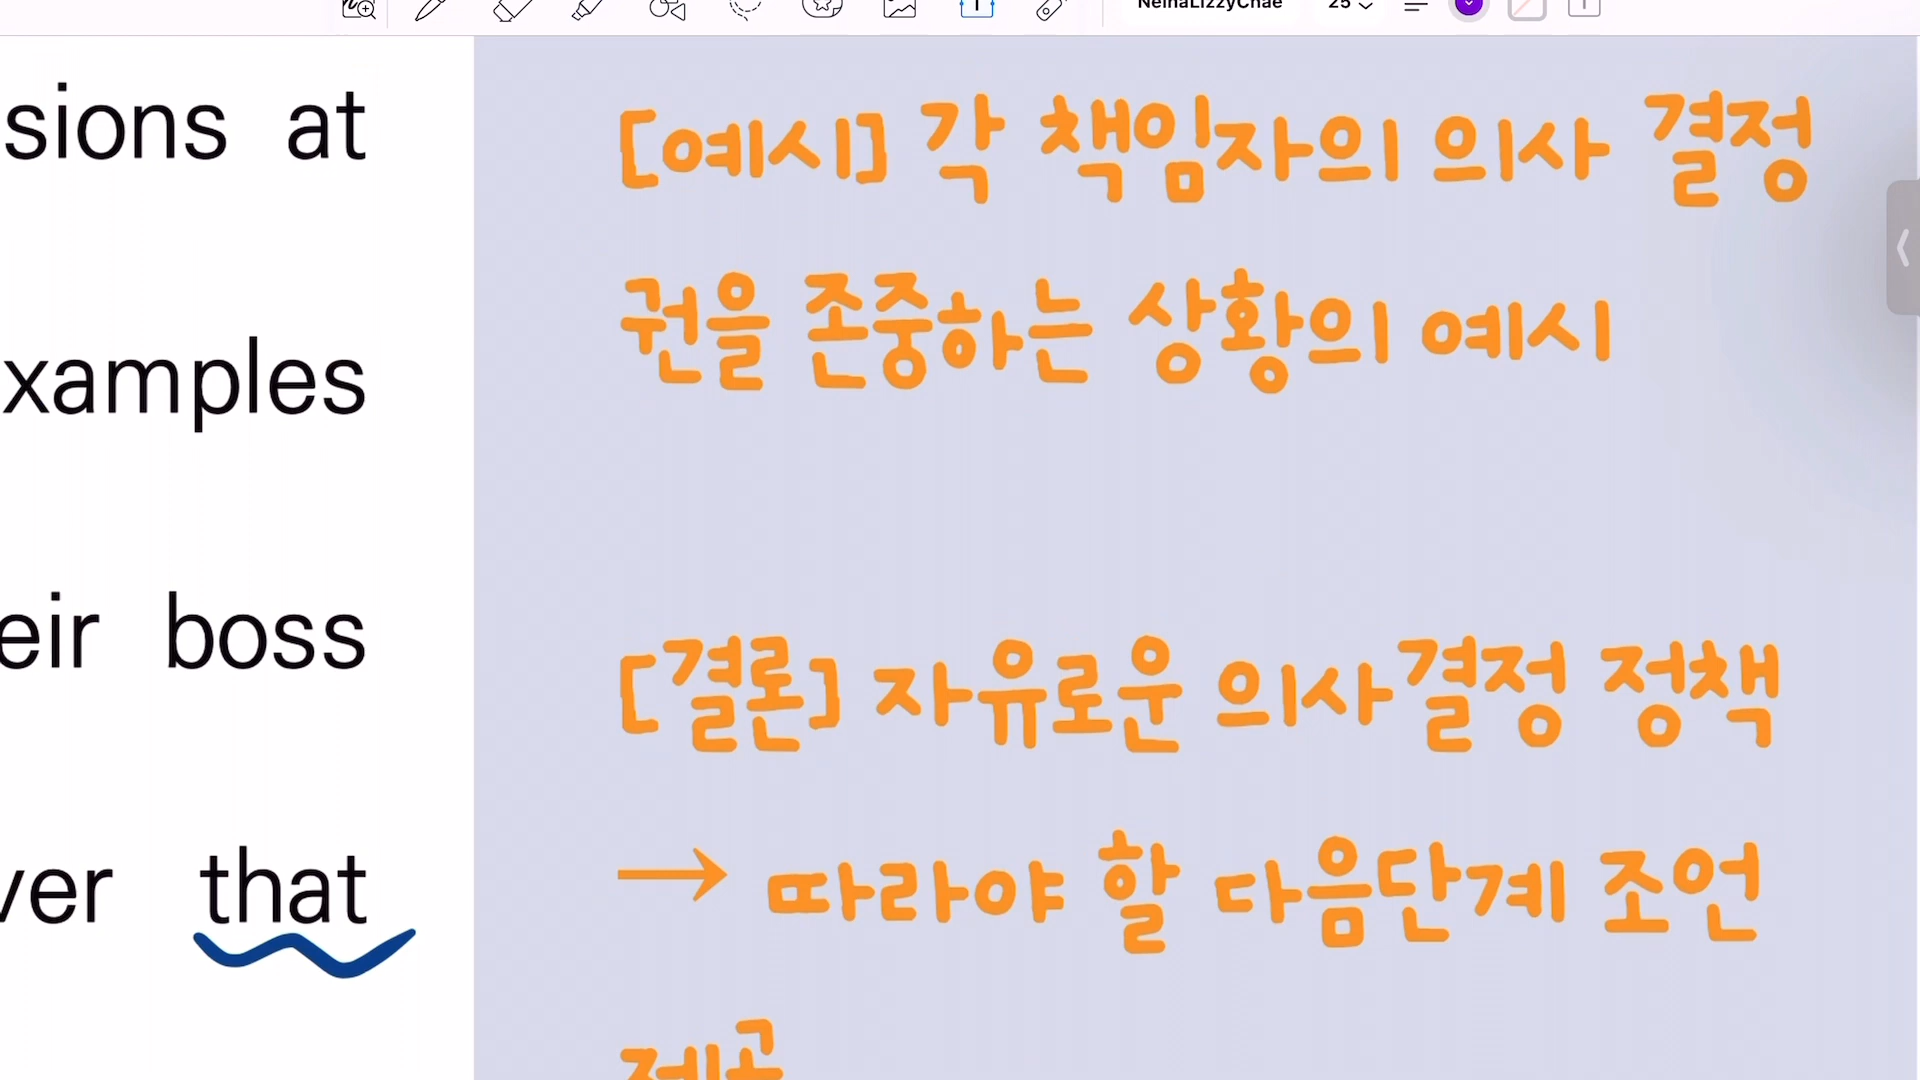 NeinaLizzyChae 25
sions at
xamples
eir boss
ver that
[예시] 각 책임자의 의사 결정
권을 존중하는 상황의 예시
[결론] 자유로운 의사결정 정책
→ 따라야 할 다음단계 조언
제공